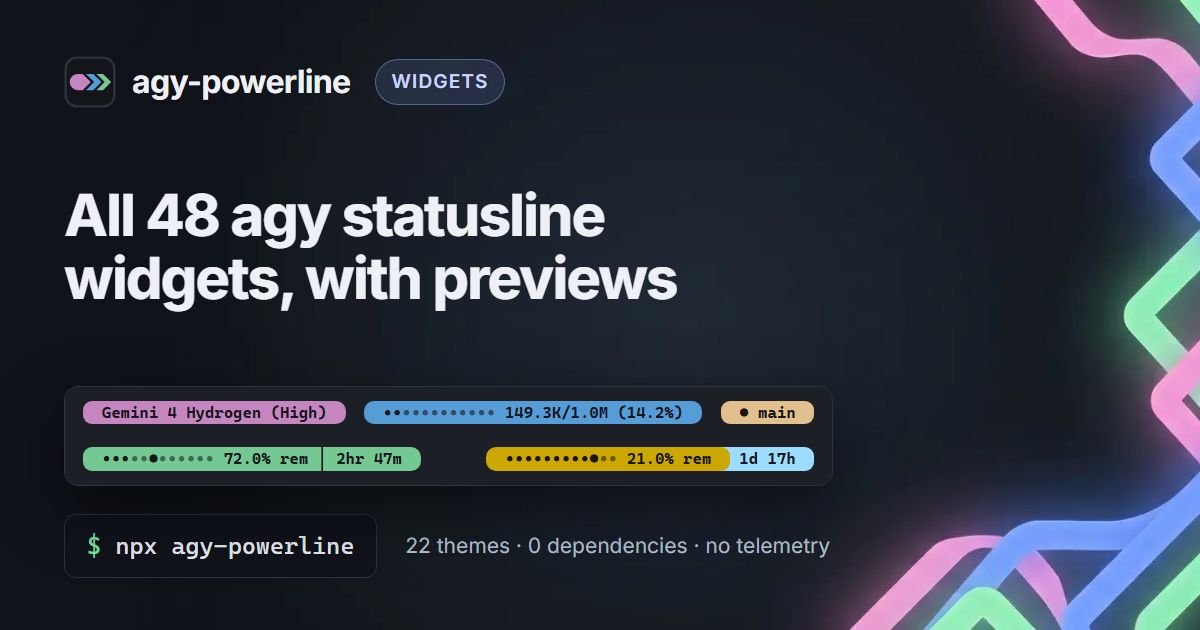 agy-powerline WIDGETS
All 48 agy statusline
widgets, with previews
Gemini 4 Hydrogen (High) 149.3K/1.0M (14.2%) main
72.0% rem 2hr 47m 21.0% rem 1d 17h
$ npx agy-powerline 22 themes · 0 dependencies · no telemetry